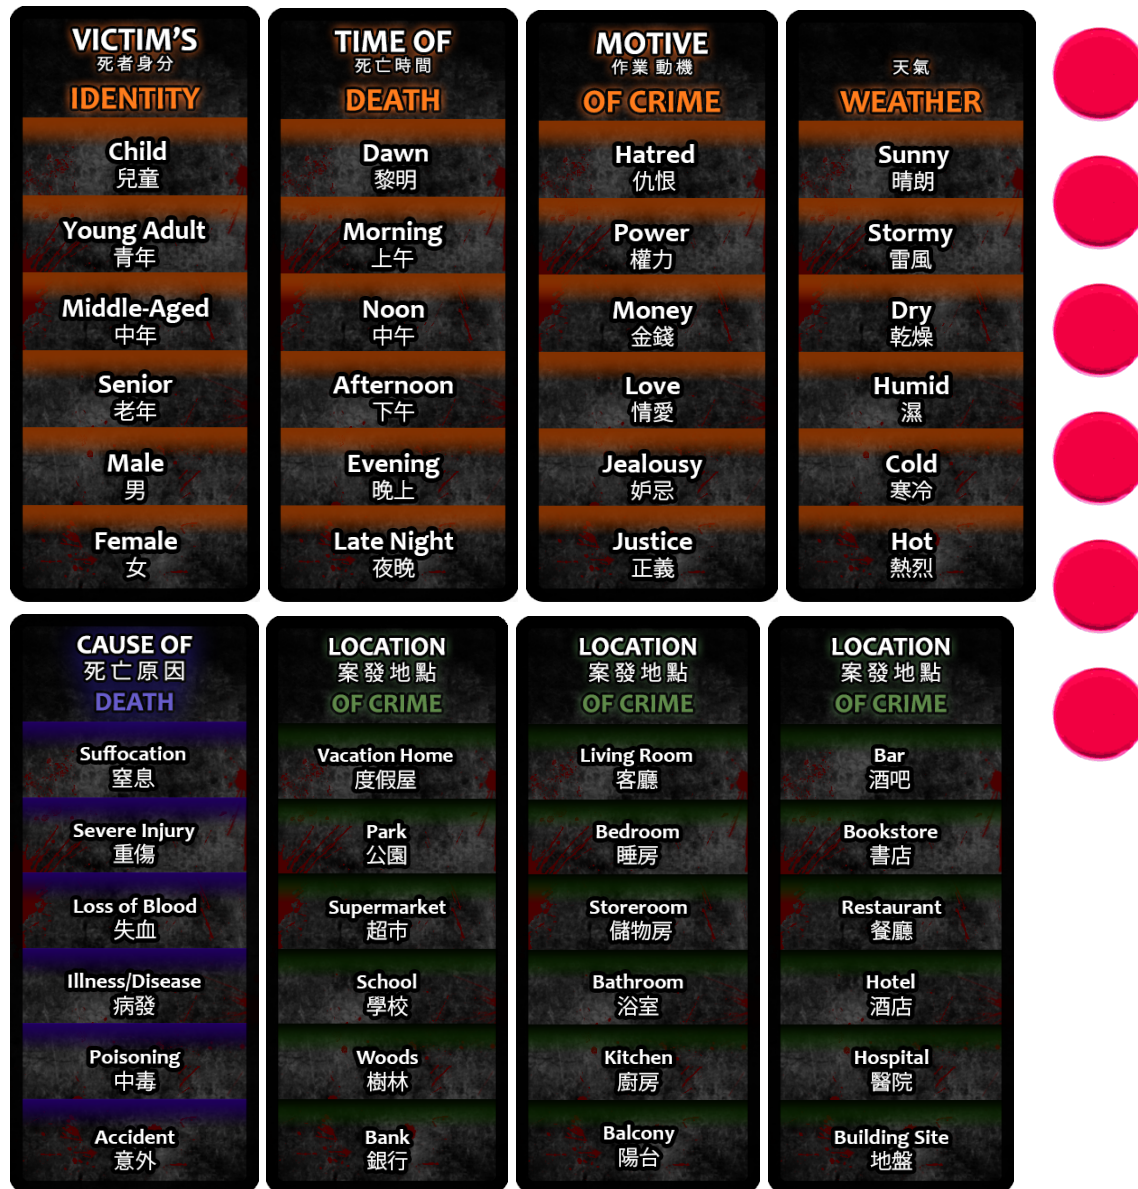 VICTIM'S
死者身分
IDENTITY
Child
兒童
Young Adult
青年
Middle-Aged
中年
Senior
老年
Male
男
Female
女
TIME OF
死亡時間
DEATH
Dawn
黎明
Morning
上午
Noon
中午
Afternoon
下午
Evening
晚上
Late Night
夜晚
MOTIVE
作業動機
OF CRIME
Hatred
仇恨
Power
權力
Money
金錢
Love
情愛
Jealousy
妒忌
Justice
正義
天氣
WEATHER
Sunny
晴朗
Stormy
雷風
Dry
乾燥
Humid
濕
Cold
寒冷
Hot
熱烈
CAUSE OF
死亡原因
DEATH
Suffocation
窒息
Severe Injury
重傷
Loss of Blood
失血
Illness/Disease
病發
Poisoning
中毒
Accident
意外
LOCATION
案發地點
OF CRIME
Vacation Home
度假屋
Park
公園
Supermarket
超市
School
學校
Woods
樹林
Bank
銀行
LOCATION
案發地點
OF CRIME
Living Room
客廳
Bedroom
睡房
Storeroom
儲物房
Bathroom
浴室
Kitchen
廚房
Balcony
陽台
LOCATION
案發地點
OF CRIME
Bar
酒吧
Bookstore
書店
Restaurant
餐廳
Hotel
酒店
Hospital
醫院
Building Site
地盤